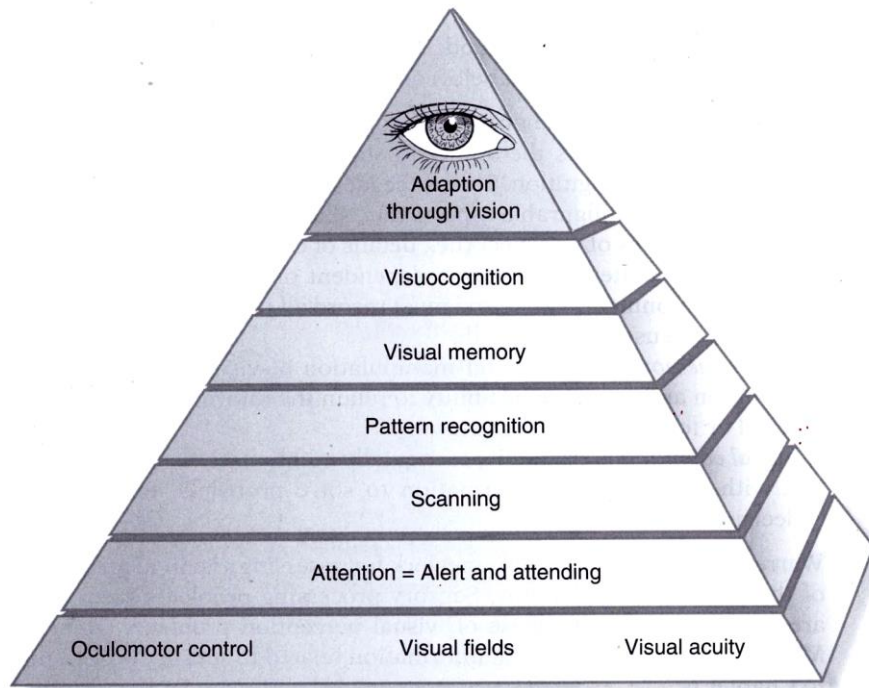 Adaption
through vision
Visuocognition
Visual memory
Pattern recognition
Scanning
Attention = Alert and attending
Oculomotor control Visual fields Visual acuity